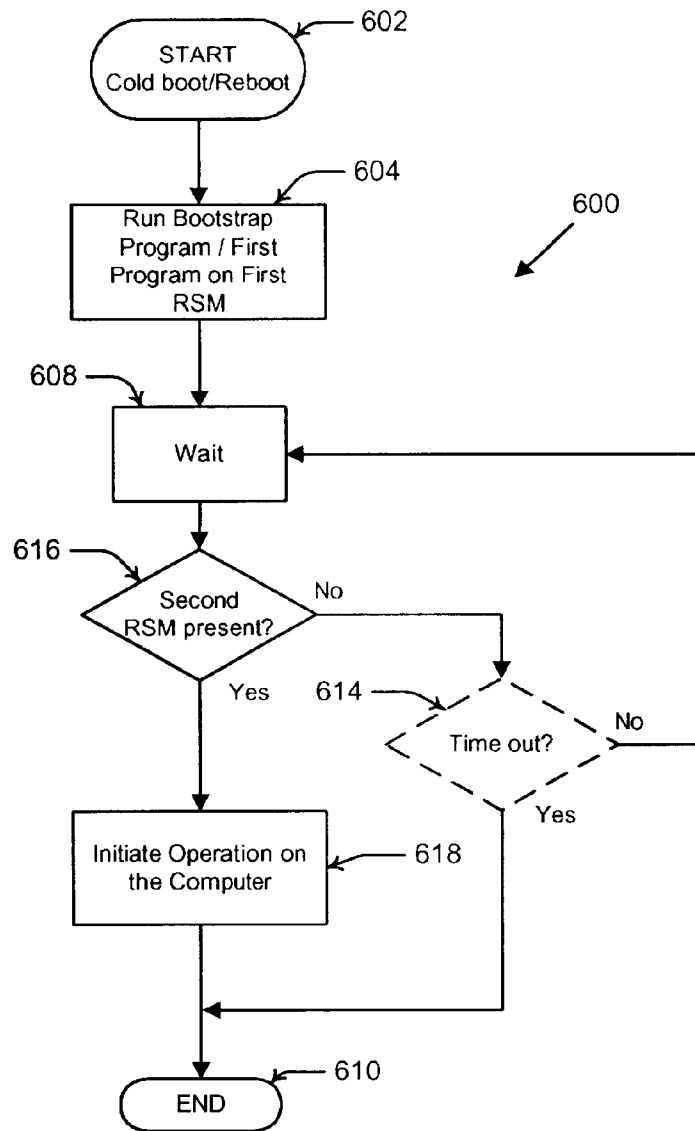 602
START
Cold boot/Reboot
604
Run Bootstrap
Program / First
Program on First
RSM
600
608
Wait
616
Second
RSM present?
No
Yes
614
Time out?
No
Yes
Initiate Operation on
the Computer
618
610
END